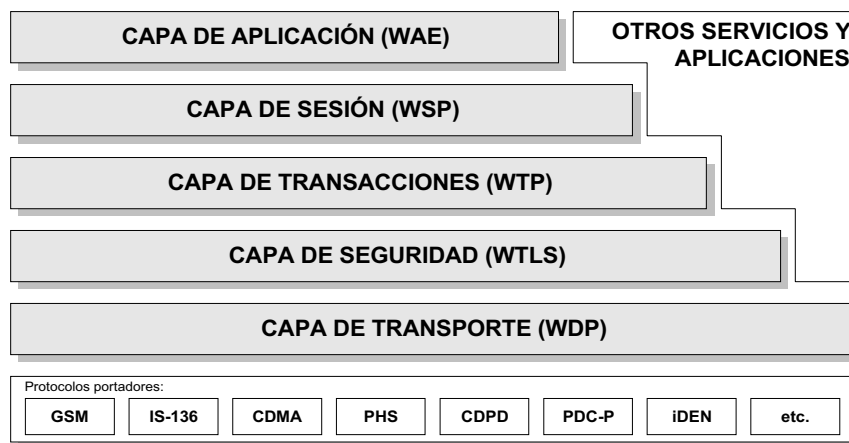 CAPA DE APLICACIÓN (WAE)
OTROS SERVICIOS Y
APLICACIONES
CAPA DE SESIÓN (WSP)
CAPA DE TRANSACCIONES (WTP)
CAPA DE SEGURIDAD (WTLS)
CAPA DE TRANSPORTE (WDP)
Protocolos portadores:
GSM IS-136 CDMA PHS CDPD PDC-P iDEN etc.